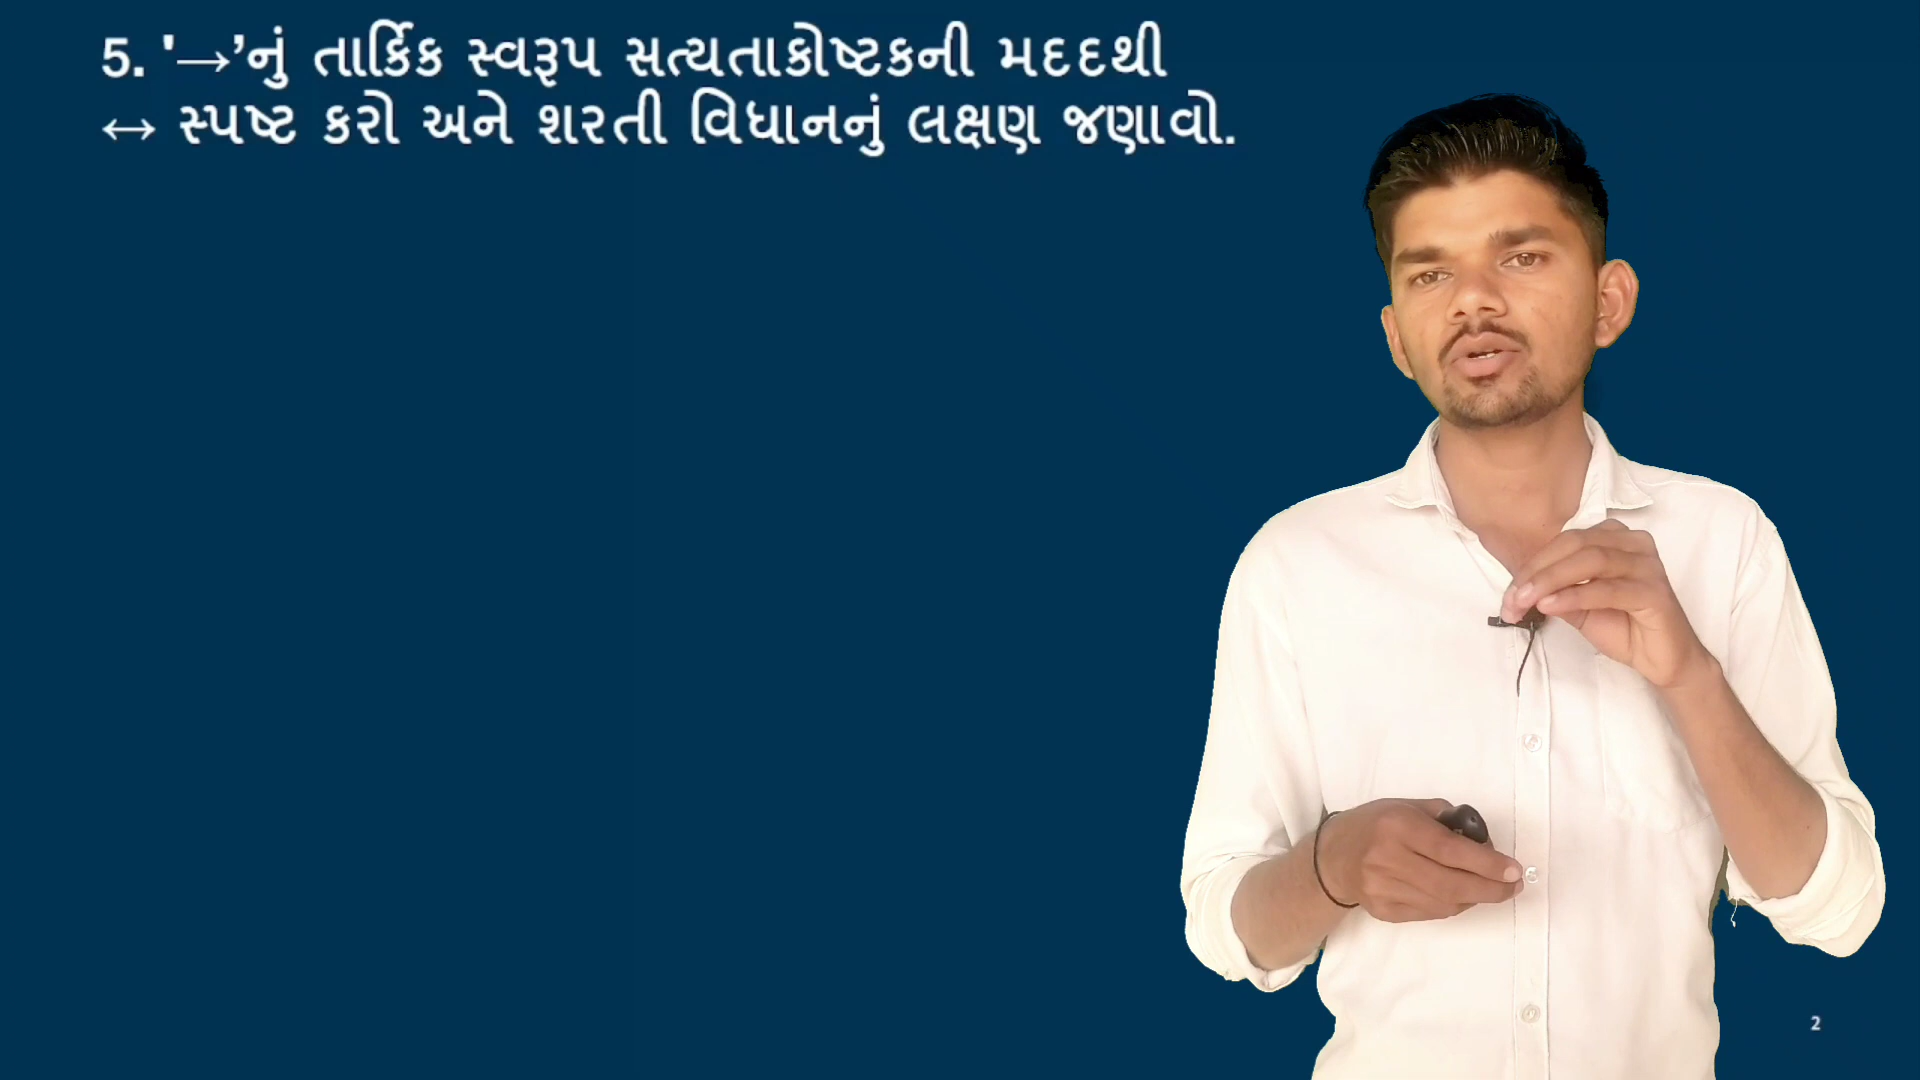 5. '→’નું તાર્કિક સ્વરૂપ સત્યતાકોષ્ટકની મદદથી
↔ સ્પષ્ટ કરો અને શરતી વિધાનનું લક્ષણ જણાવો.
2